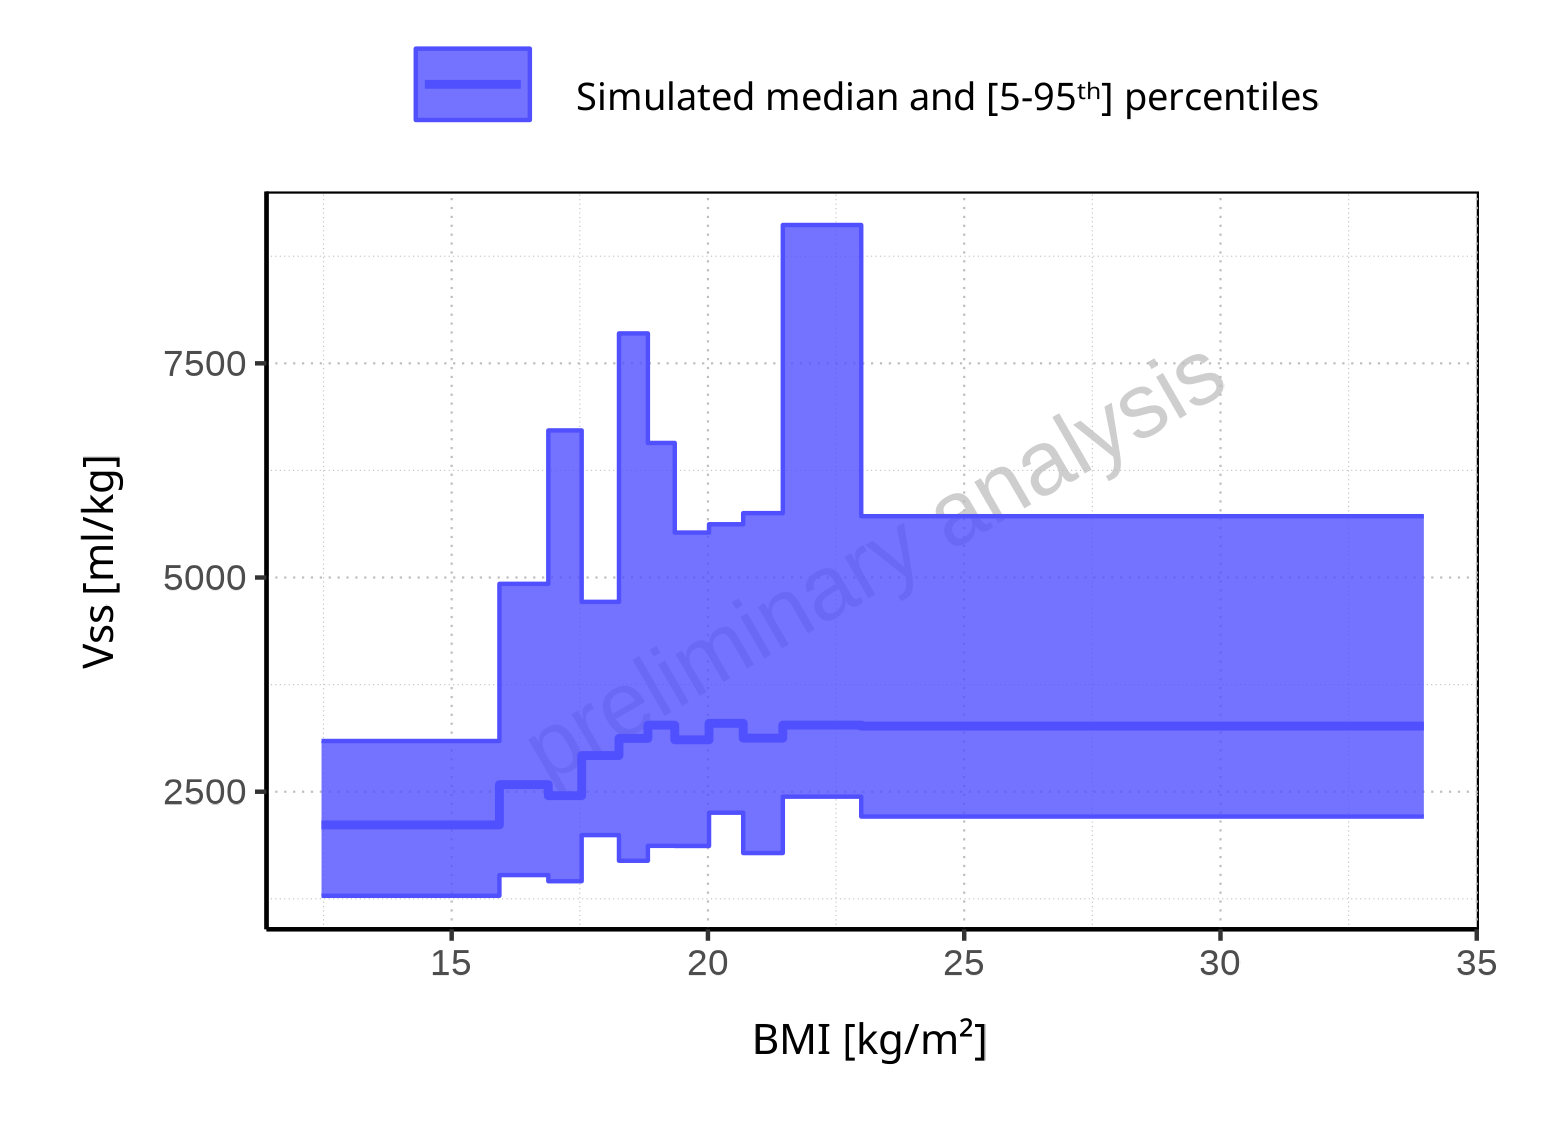 Simulated median and [5-95ᵗʰ] percentiles
7500
5000
2500
Vss [ml/kg]
preliminary analysis
15 20 25 30 35
BMI [kg/m²]